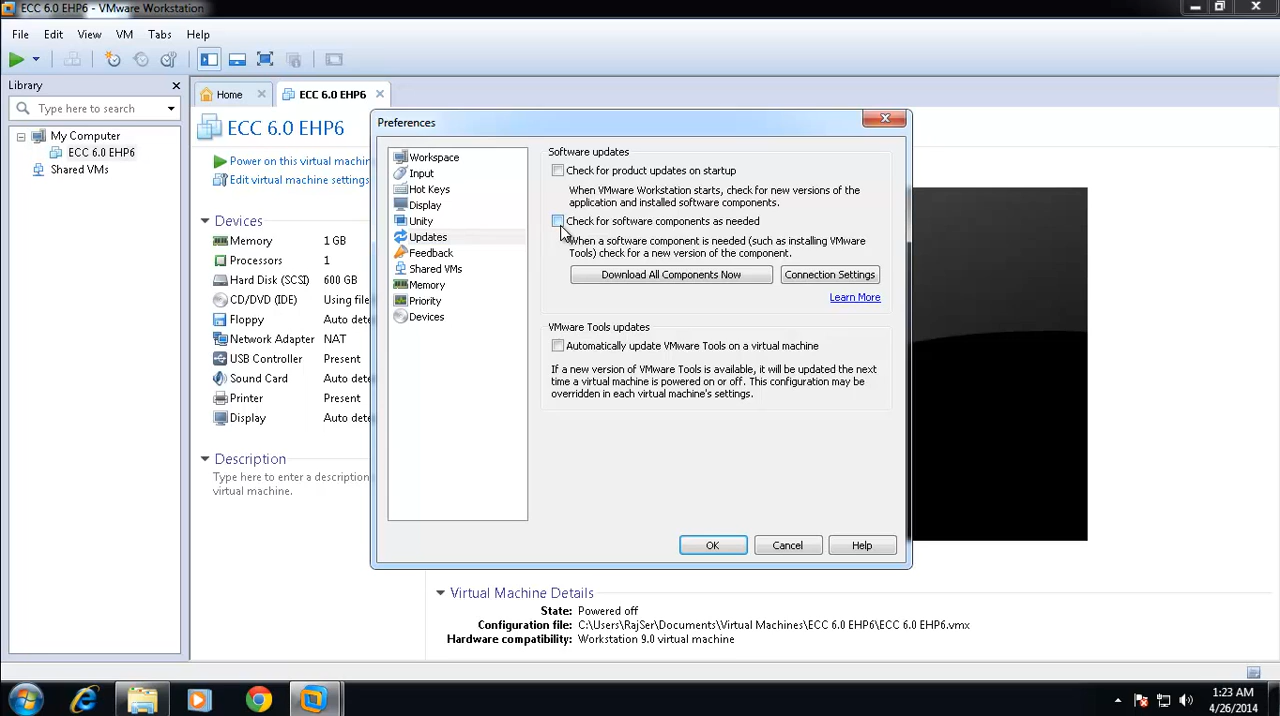 ECC 6.0 EHP6 - VMware Workstation
File Edit View VM Tabs Help
Library
Type here to search
My Computer
ECC 6.0 EHP6
Shared VMs
Home
ECC 6.0 EHP6
ECC 6.0 EHP6
Power on this virtual machin
Edit virtual machine settings
Devices
Memory 1 GB
Processors 1
Hard Disk (SCSI) 600 GB
CD/DVD (IDE) Using file
Floppy Auto dete
Network Adapter NAT
USB Controller Present
Sound Card Auto dete
Printer Present
Display Auto dete
Description
Type here to enter a description
virtual machine.
Preferences
Workspace
Input
Hot Keys
Display
Unity
Updates
Feedback
Shared VMs
Memory
Priority
Devices
Software updates
Check for product updates on startup
When VMware Workstation starts, check for new versions of the
application and installed software components.
Check for software components as needed
When a software component is needed (such as installing VMware
Tools) check for a new version of the component.
Download All Components Now
Connection Settings
Learn More
VMware Tools updates
Automatically update VMware Tools on a virtual machine
If a new version of VMware Tools is available, it will be updated the next
time a virtual machine is powered on or off. This configuration may be
overridden in each virtual machine's settings.
OK
Cancel
Help
Virtual Machine Details
State: Powered off
Configuration file: C:\Users\RajSer\Documents\Virtual Machines\ECC 6.0 EHP6\ECC 6.0 EHP6.vmx
Hardware compatibility: Workstation 9.0 virtual machine
1:23 AM
4/26/2014